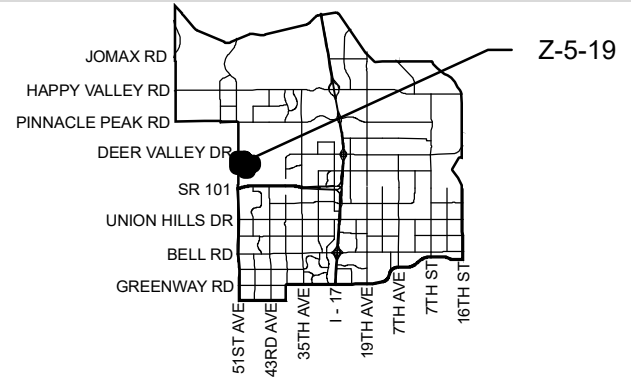 JOMAX RD
Z-5-19
HAPPY VALLEY RD
PINNACLE PEAK RD
DEER VALLEY DR
SR 101
UNION HILLS DR
BELL RD
GREENWAY RD
51ST AVE
43RD AVE
35TH AVE
I - 17
19TH AVE
7TH AVE
7TH ST
16TH ST